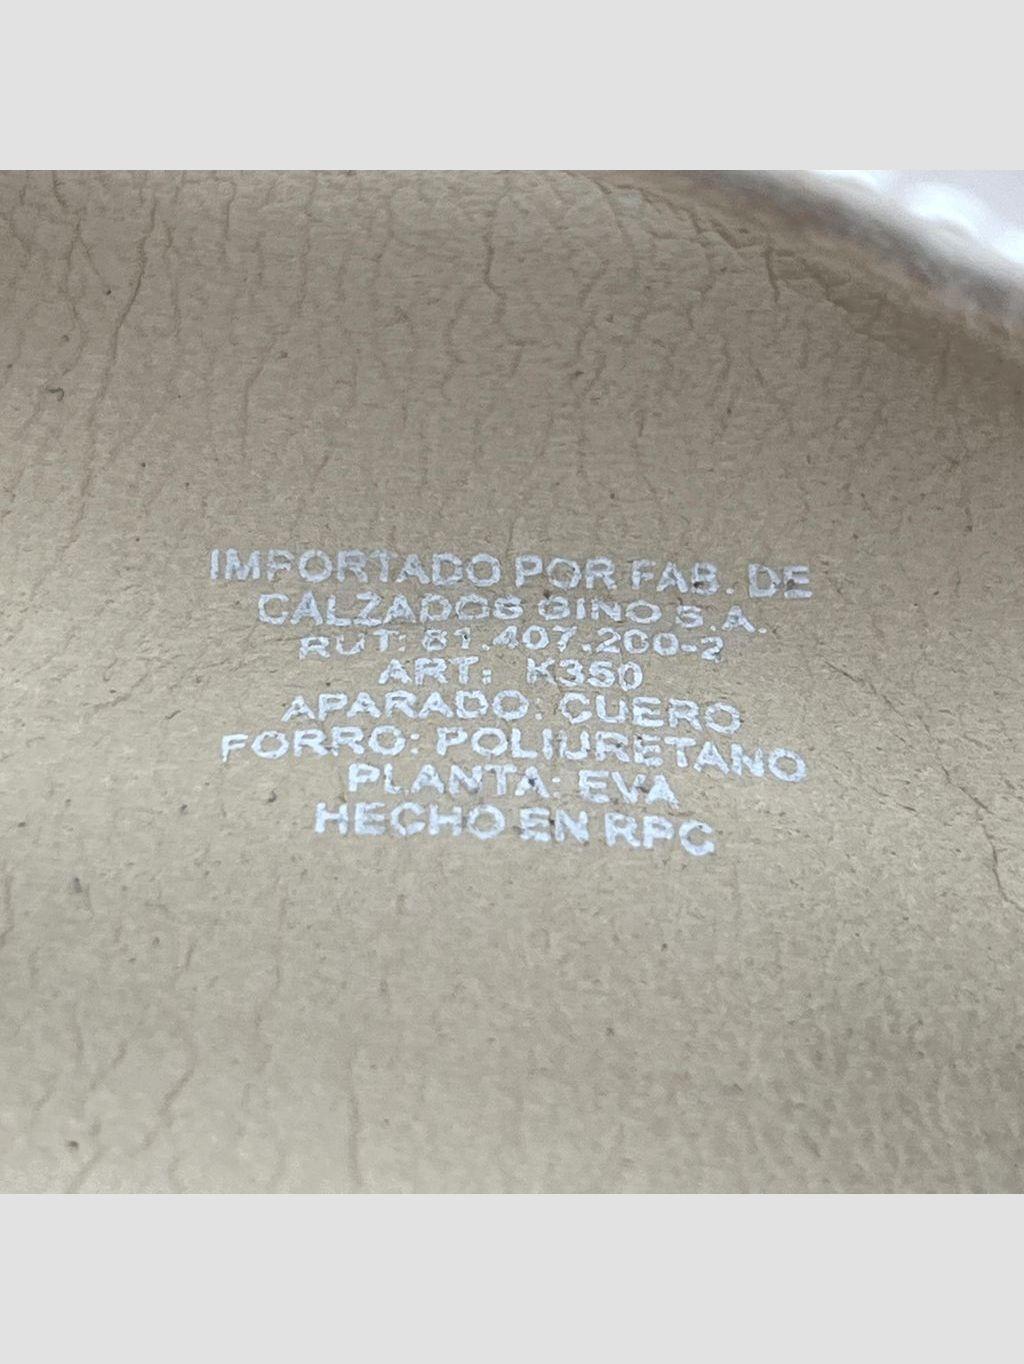 IMPORTADO POR FAB. DE
CALZADOS GINO S.A.
RUT: 81.407.200-2
ART: K350
APARADO: CUERO
FORRO: POLIURETANO
PLANTA: EVA
HECHO EN RPC